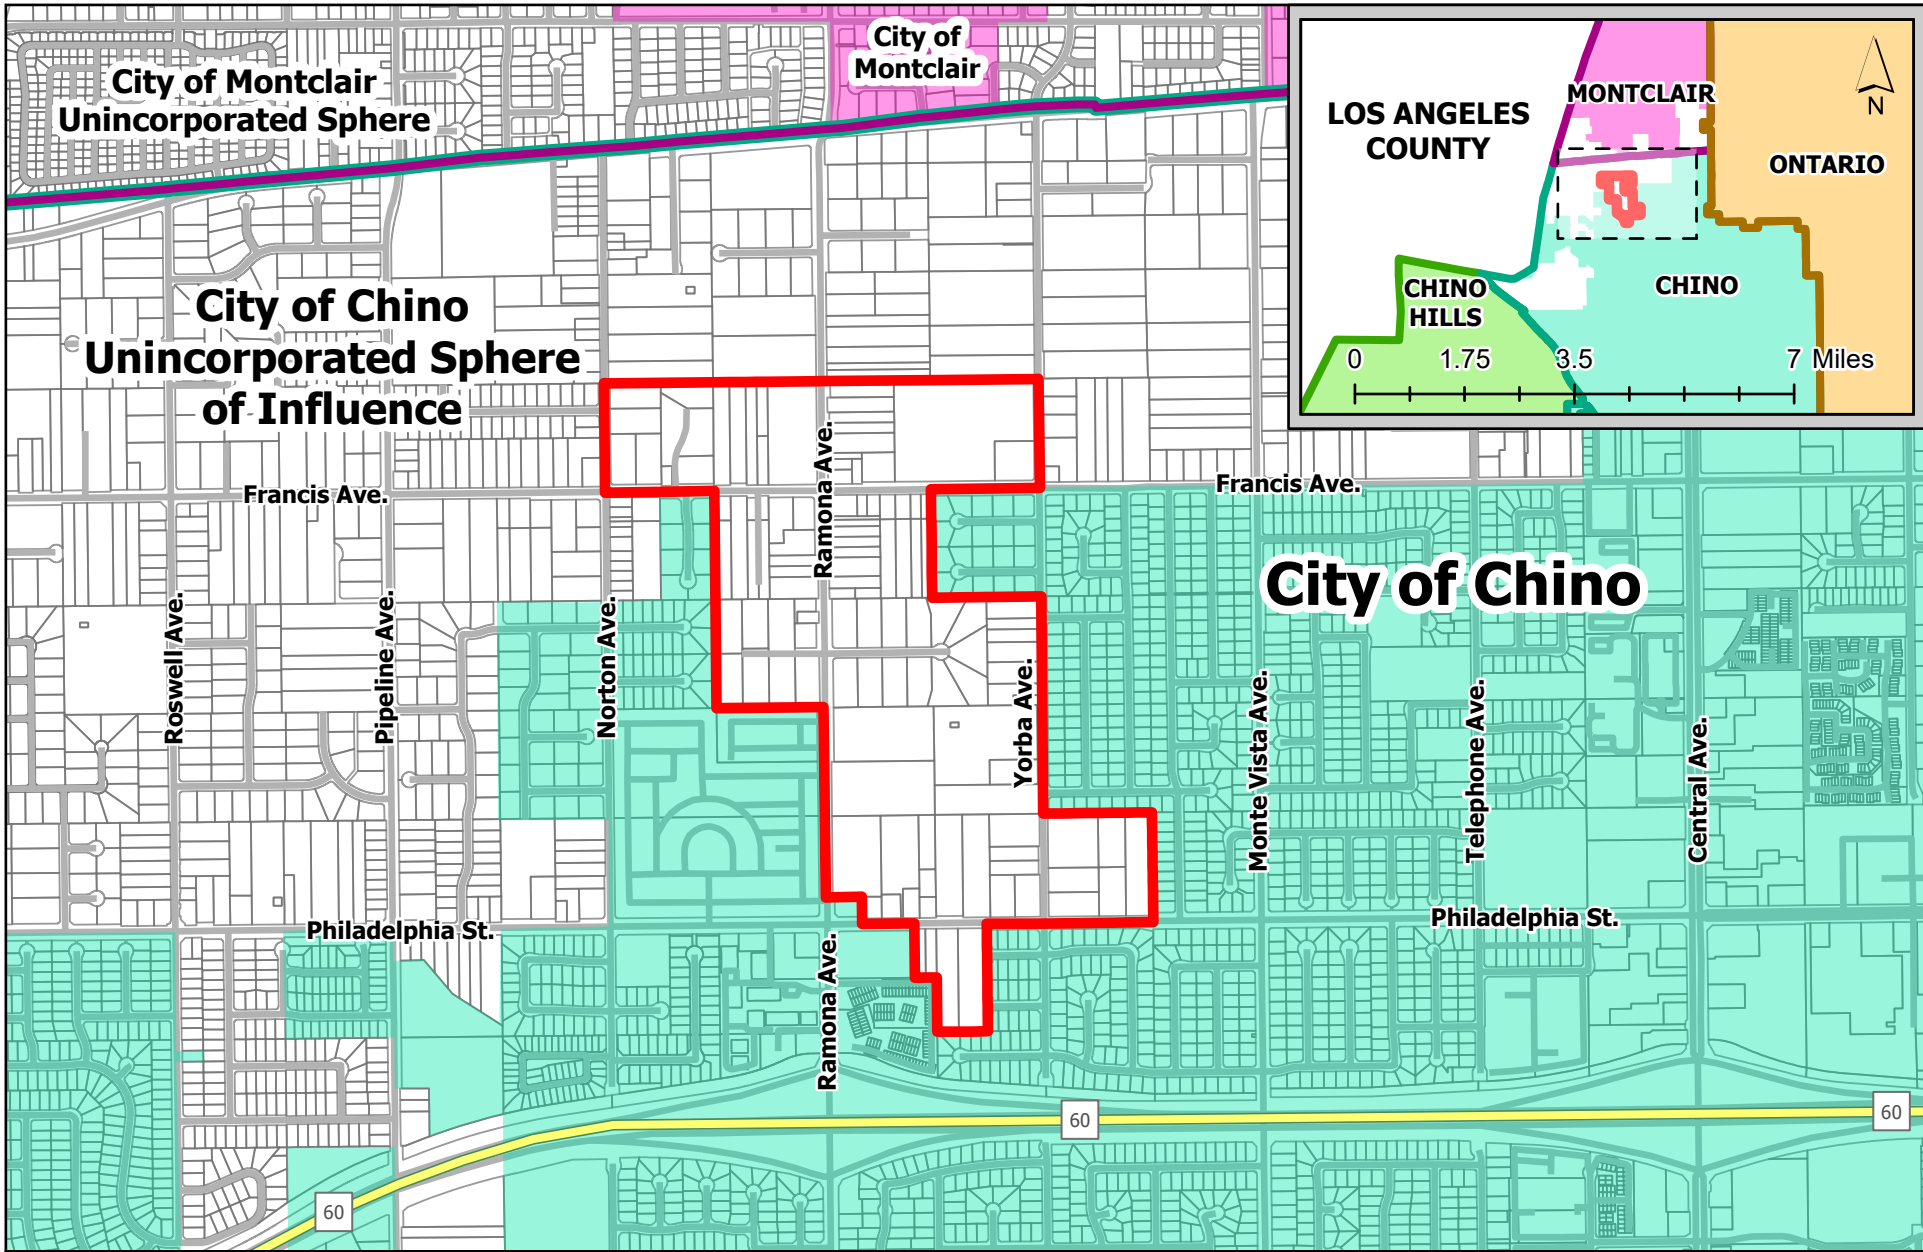 City of Montclair
Unincorporated Sphere
City of
Montclair
LOS ANGELES
COUNTY
MONTCLAIR
N
ONTARIO
CHINO
HILLS
CHINO
0 1.75 3.5 7 Miles
City of Chino
Unincorporated Sphere
of Influence
Francis Ave.
Ramona Ave.
Francis Ave.
City of Chino
Roswell Ave.
Pipeline Ave.
Norton Ave.
Yorba Ave.
Monte Vista Ave.
Telephone Ave.
Central Ave.
Philadelphia St.
Philadelphia St.
Ramona Ave.
60
60
60